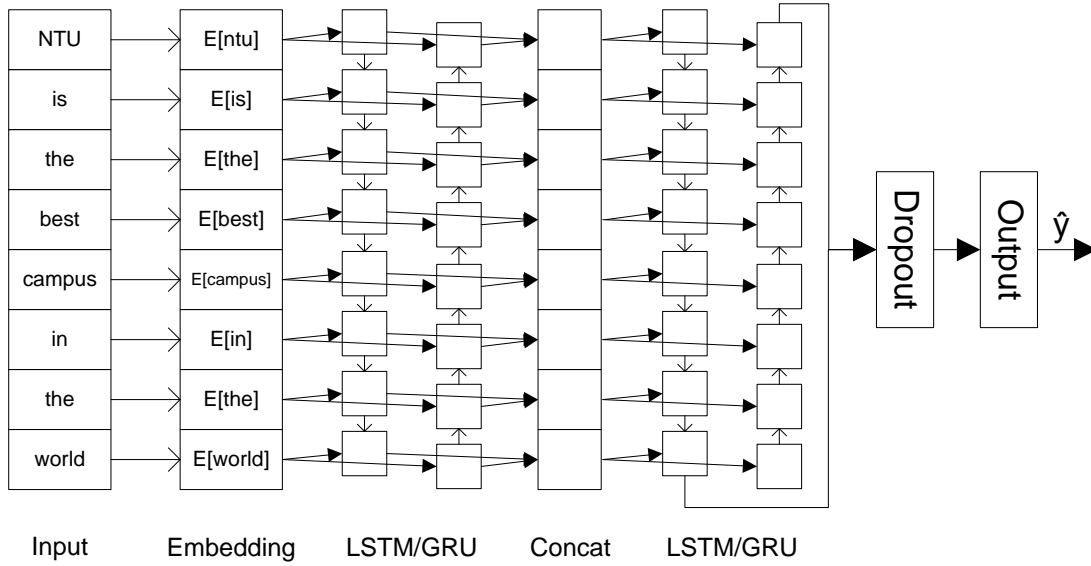 NTU
E[ntu]
is
E[is]
the
E[the]
best
E[best]
campus
E[campus]
in
E[in]
the
E[the]
world
E[world]
Dropout
Output
ŷ
Input
Embedding
LSTM/GRU
Concat
LSTM/GRU